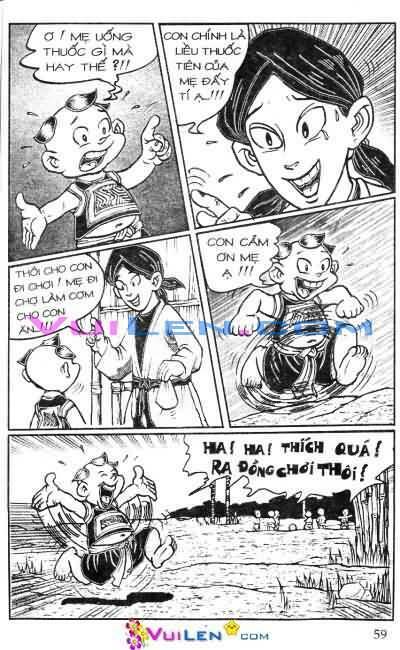 Ơ! MẸ UỐNG
THUỐC GÌ MÀ
HAY THẾ ?!!
CON CHÍNH LÀ
LIỀU THUỐC
TIÊN CỦA
MẸ ĐẤY
TÍ Ạ...!!!
THÔI CHO CON
ĐI CHƠI! MẸ ĐI
CHỢ LÀM CƠM
CHO CON
ĂN
CON CẢM
ƠN MẸ
Ạ !!!
VUILEN.COM
HA! HA! THÍCH QUÁ!
RA ĐỒNG CHƠI THÔI!
59
VUILEN.COM